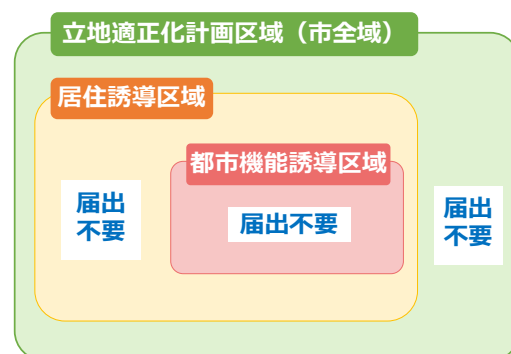 立地適正化計画区域（市全域）
居住誘導区域
都市機能誘導区域
届出
不要
届出不要
届出
不要